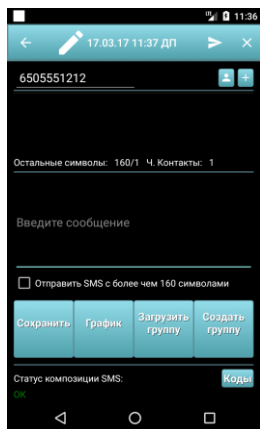 11:36
17.03.17 11:37 ДП
6505551212
Остальные символы: 160/1 Ч. Контакты: 1
Введите сообщение
Отправить SMS с более чем 160 символами
Сохранить
График
Загрузить
группу
Создать
группу
Статус композиции SMS:
Коды
OK